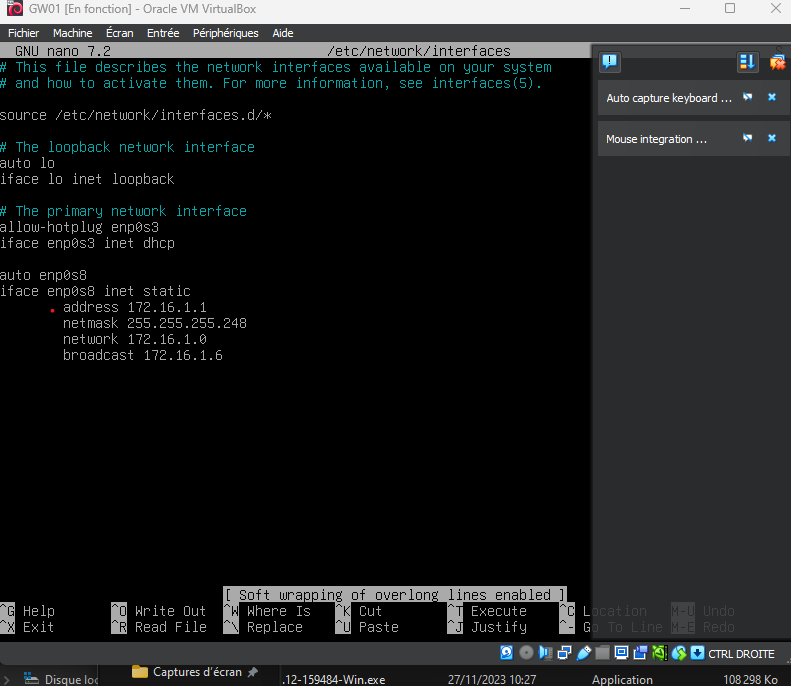 GW01 [En fonction] - Oracle VM VirtualBox
Fichier Machine Écran Entrée Périphériques Aide
GNU nano 7.2 /etc/network/interfaces
# This file describes the network interfaces available on your system
# and how to activate them. For more information, see interfaces(5).
source /etc/network/interfaces.d/*
# The loopback network interface
auto lo
iface lo inet loopback
# The primary network interface
allow-hotplug enp0s3
iface enp0s3 inet dhcp
auto enp0s8
iface enp0s8 inet static
address 172.16.1.1
netmask 255.255.255.248
network 172.16.1.0
broadcast 172.16.1.6
Auto capture keyboard ...
Mouse integration ...
[ Soft wrapping of overlong lines enabled ]
^G Help ^O Write Out ^W Where Is ^K Cut ^T Execute ^C Location M-U Undo
^X Exit ^R Read File ^\ Replace ^U Paste ^J Justify ^- Go To Line M-E Redo
CTRL DROITE
Disque loc Captures d'écran .12-159484-Win.exe 27/11/2023 10:27 Application 108 298 Ko